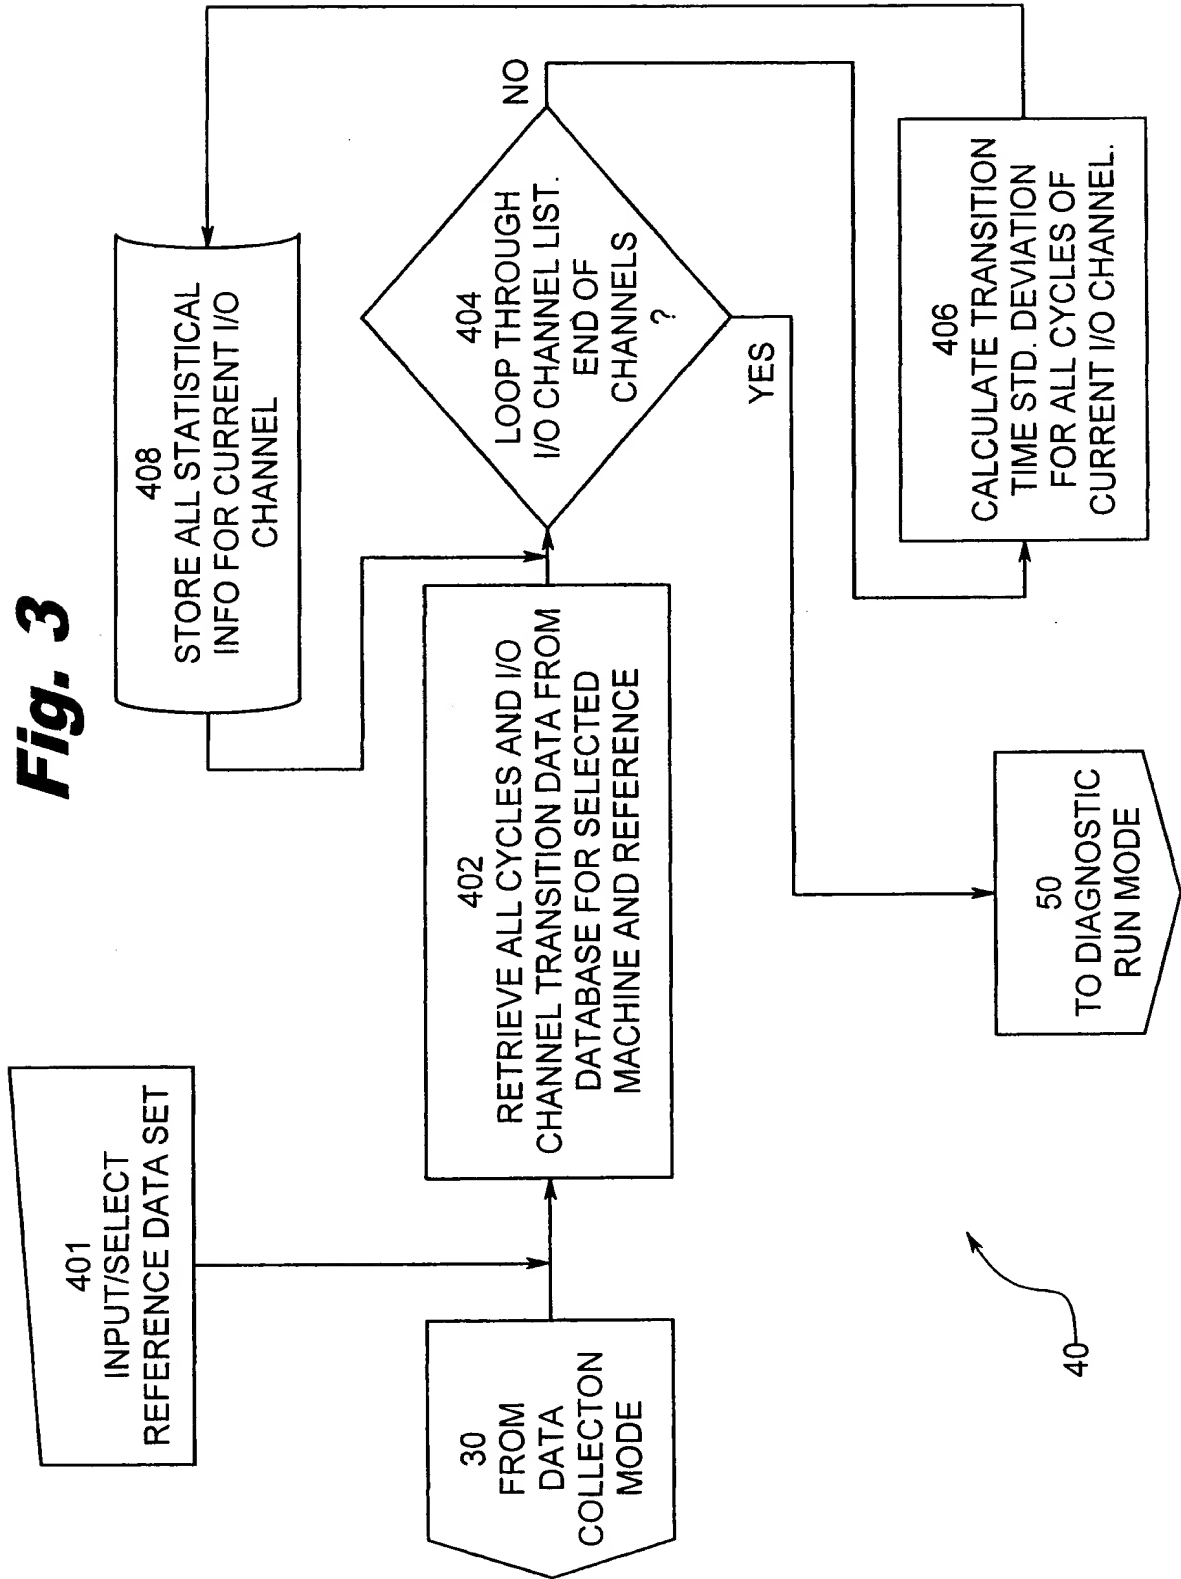 Fig. 3
401
INPUT/SELECT
REFERENCE DATA SET
30
FROM
DATA
COLLECTON
MODE
402
RETRIEVE ALL CYCLES AND I/O
CHANNEL TRANSITION DATA FROM
DATABASE FOR SELECTED
MACHINE AND REFERENCE
408
STORE ALL STATISTICAL
INFO FOR CURRENT I/O
CHANNEL
404
LOOP THROUGH
I/O CHANNEL LIST.
END OF
CHANNELS
?
NO
YES
406
CALCULATE TRANSITION
TIME STD. DEVIATION
FOR ALL CYCLES OF
CURRENT I/O CHANNEL.
50
TO DIAGNOSTIC
RUN MODE
40